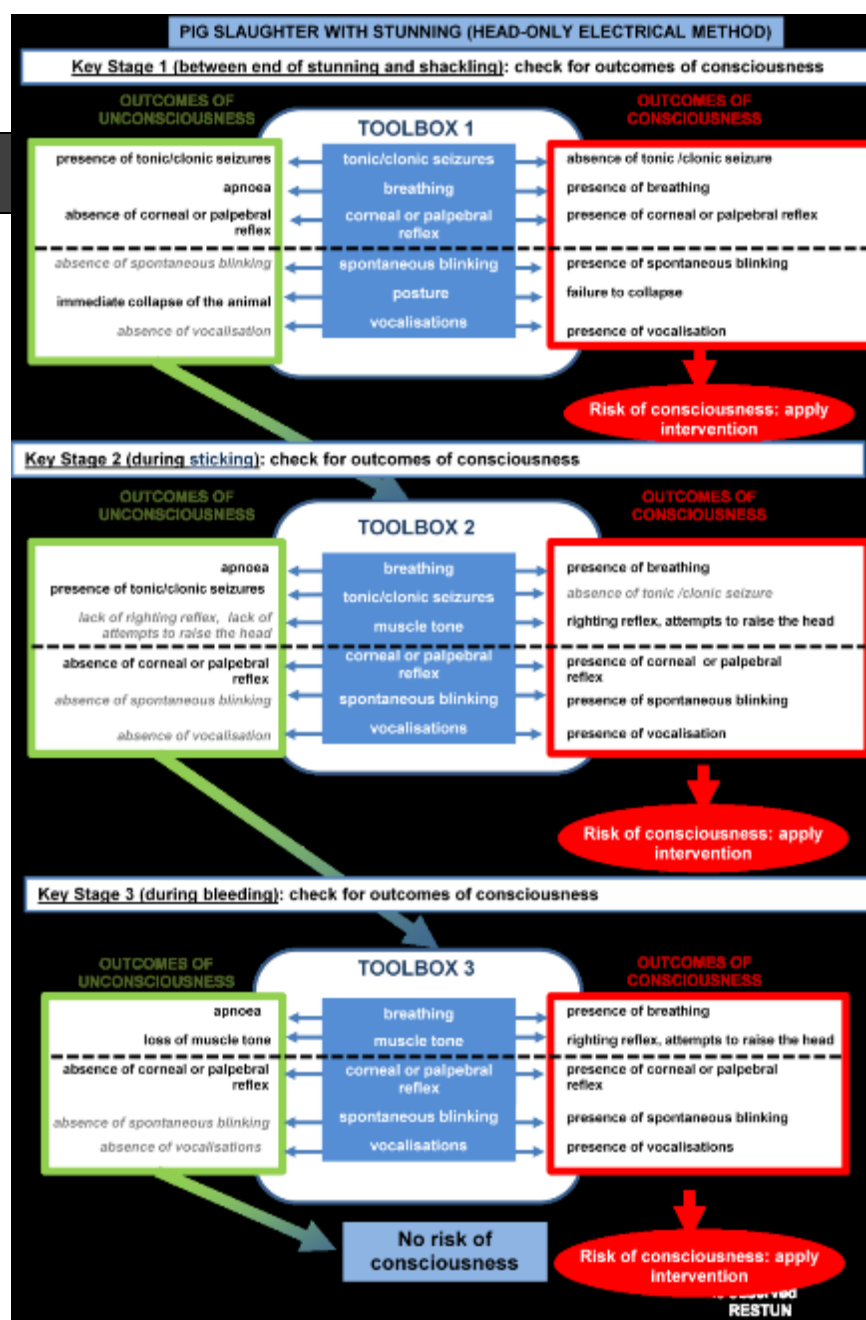 PIG SLAUGHTER WITH STUNNING (HEAD-ONLY ELECTRICAL METHOD)
Key Stage 1 (between end of stunning and shackling): check for outcomes of consciousness
OUTCOMES OF
UNCONSCIOUSNESS
TOOLBOX 1
OUTCOMES OF
CONSCIOUSNESS
presence of tonic/clonic seizures
tonic/clonic seizures
absence of tonic /clonic seizure
apnoea
breathing
presence of breathing
absence of corneal or palpebral
reflex
corneal or palpebral
reflex
presence of corneal or palpebral reflex
absence of spontaneous blinking
spontaneous blinking
presence of spontaneous blinking
immediate collapse of the animal
posture
failure to collapse
absence of vocalisation
vocalisations
presence of vocalisation
Risk of consciousness: apply
intervention
Key Stage 2 (during sticking): check for outcomes of consciousness
OUTCOMES OF
UNCONSCIOUSNESS
TOOLBOX 2
OUTCOMES OF
CONSCIOUSNESS
apnoea
breathing
presence of breathing
presence of tonic/clonic seizures
tonic/clonic seizures
absence of tonic /clonic seizure
lack of righting reflex, lack of
attempts to raise the head
muscle tone
righting reflex, attempts to raise the head
absence of corneal or palpebral
reflex
corneal or palpebral
reflex
presence of corneal or palpebral
reflex
absence of spontaneous blinking
spontaneous blinking
presence of spontaneous blinking
absence of vocalisation
vocalisations
presence of vocalisation
Risk of consciousness: apply
intervention
Key Stage 3 (during bleeding): check for outcomes of consciousness
OUTCOMES OF
UNCONSCIOUSNESS
TOOLBOX 3
OUTCOMES OF
CONSCIOUSNESS
apnoea
breathing
presence of breathing
loss of muscle tone
muscle tone
righting reflex, attempts to raise the head
absence of corneal or palpebral
reflex
corneal or palpebral
reflex
presence of corneal or palpebral
reflex
absence of spontaneous blinking
spontaneous blinking
presence of spontaneous blinking
absence of vocalisations
vocalisations
presence of vocalisations
No risk of
consciousness
Risk of consciousness: apply
intervention
RESTUN